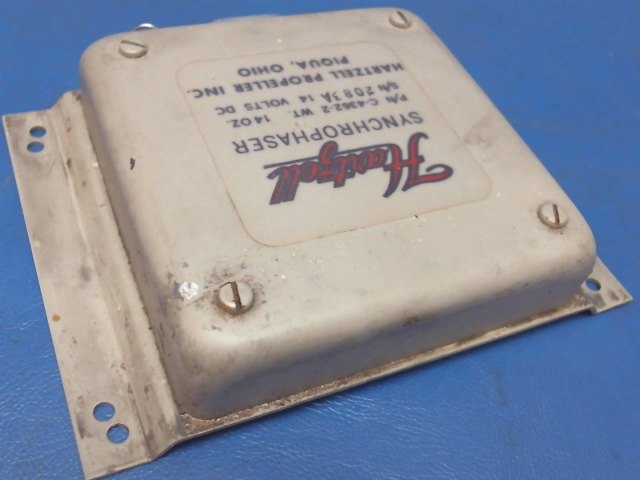 Hartzell
SYNCHROPHASER
P/N C-4362-2 WT. 14 OZ.
S/N 2083A 14 VOLTS DC
HARTZELL PROPELLER INC.
PIQUA, OHIO